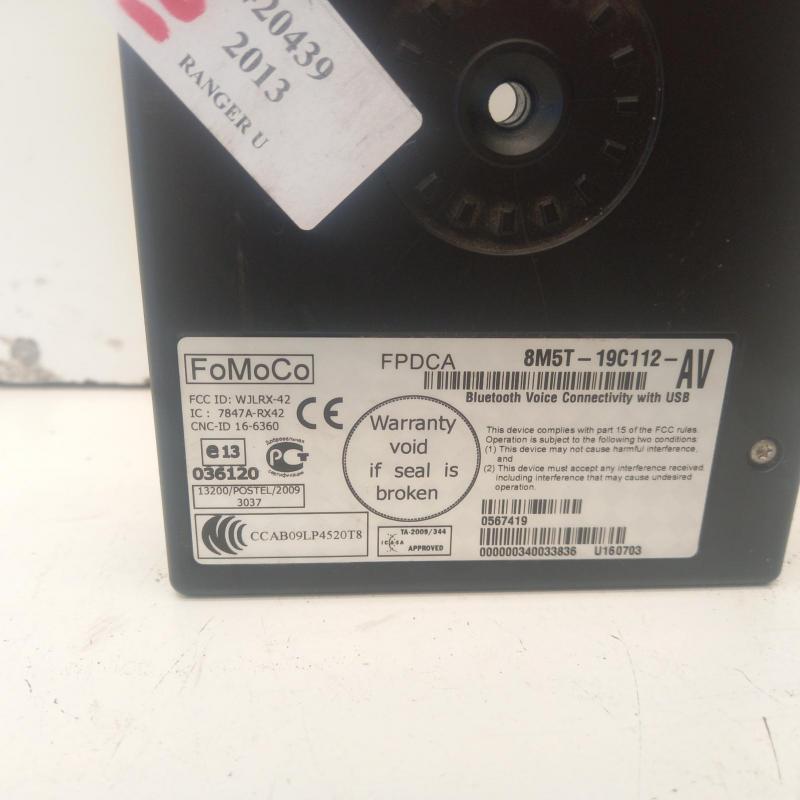 20439
2013
RANGER U
FoMoCo
FPDCA
8M5T-19C112-AV
Bluetooth Voice Connectivity with USB
FCC ID: WJLRX-42
IC : 7847A-RX42
CNC-ID 16-6360
CE
Warranty
void
if seal is
broken
This device complies with part 15 of the FCC rules.
Operation is subject to the following two conditions:
(1) This device may not cause harmful interference,
and
(2) This device must accept any interference received,
including interference that may cause undesired
operation.
e13
036120
Добровольная
сертификация
13200/POSTEL/2009
3037
CCAB09LP4520T8
ICASA
TA-2009/344
APPROVED
0567419
000000340033836 U160703